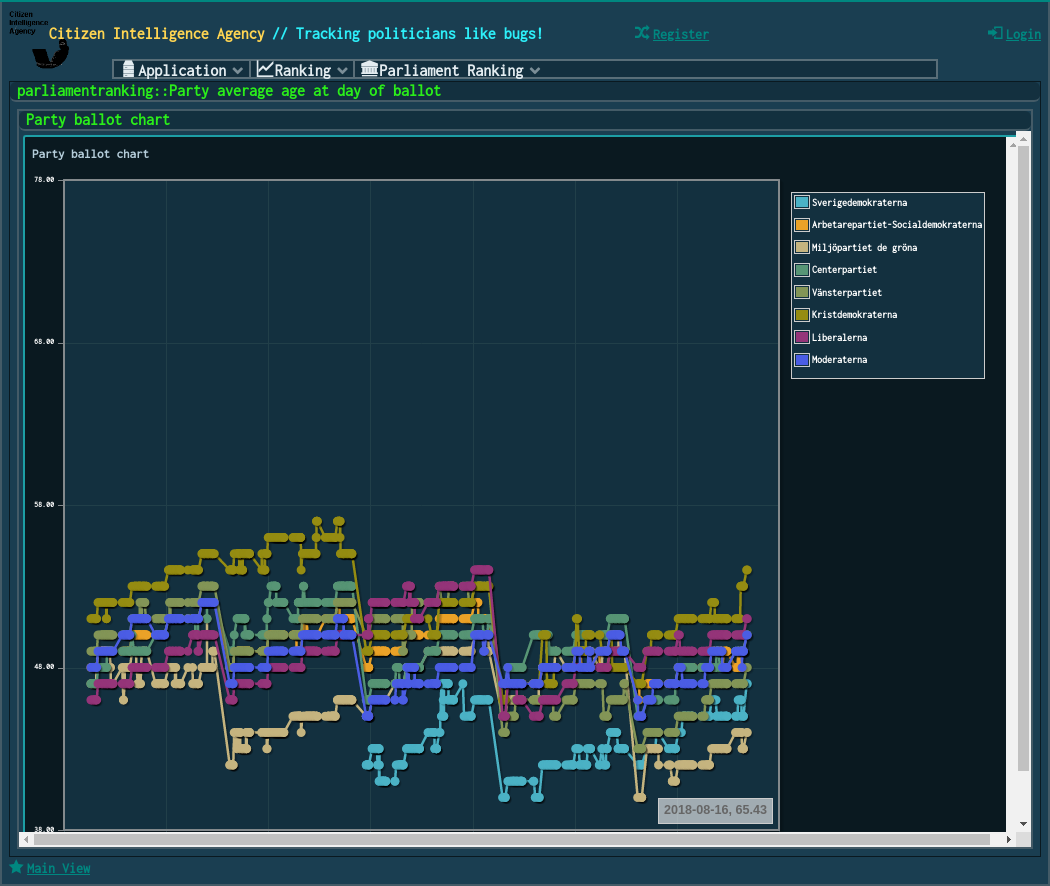 Citizen
Intelligence
Agency
Citizen Intelligence Agency // Tracking politicians like bugs!
Register
Login
Application
Ranking
Parliament Ranking
parliamentranking::Party average age at day of ballot
Party ballot chart
Party ballot chart
78.00
68.00
58.00
48.00
38.00
Sverigedemokraterna
Arbetarepartiet-Socialdemokraterna
Miljöpartiet de gröna
Centerpartiet
Vänsterpartiet
Kristdemokraterna
Liberalerna
Moderaterna
2018-08-16, 65.43
Main View